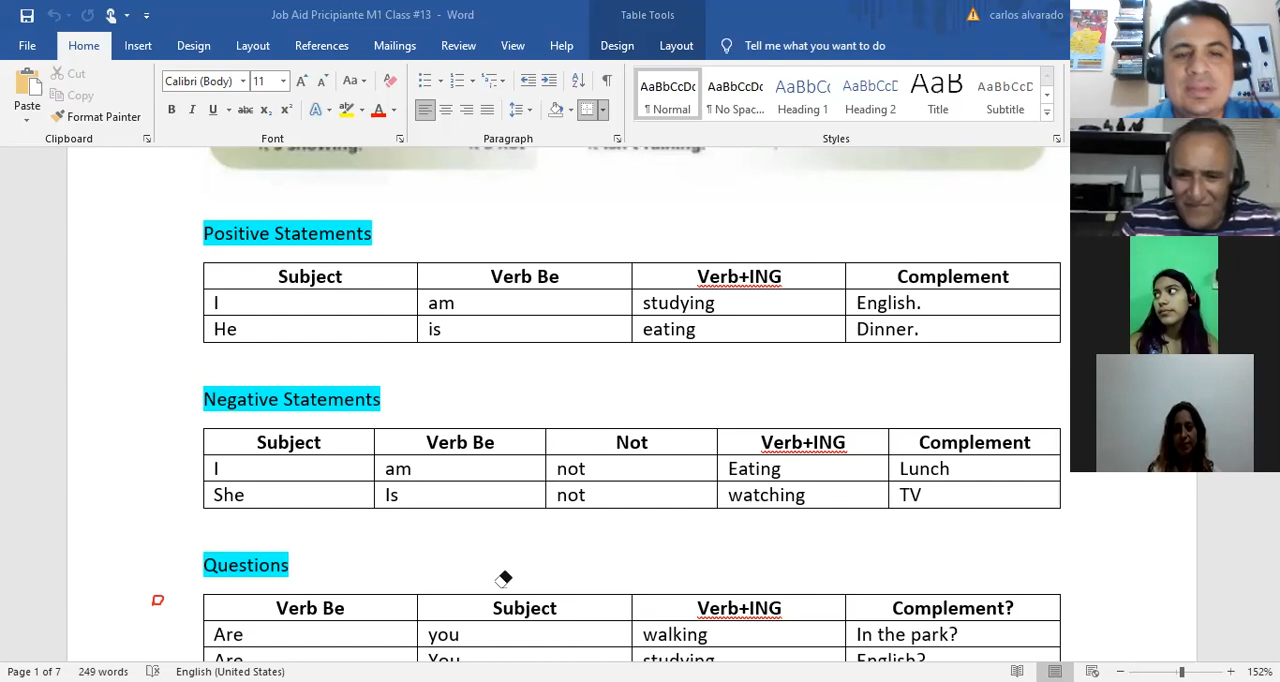 Job Aid Pricipiante M1 Class #13 - Word
Table Tools
carlos alvarado
File Home Insert Design Layout References Mailings Review View Help Design Layout Tell me what you want to do
Paste
Cut
Copy
Format Painter
Clipboard
Calibri (Body) 11
Font
Paragraph
AaBbCcDc AaBbCcDc AaBbCc AaBbCcD AaB AaBbCcD
¶ Normal ¶ No Spac... Heading 1 Heading 2 Title Subtitle
Styles
Positive Statements
Subject Verb Be Verb+ING Complement
I am studying English.
He is eating Dinner.
Negative Statements
Subject Verb Be Not Verb+ING Complement
I am not Eating Lunch
She Is not watching TV
Questions
Verb Be Subject Verb+ING Complement?
Are you walking In the park?
Are You studying English?
Page 1 of 7 249 words English (United States) 152%